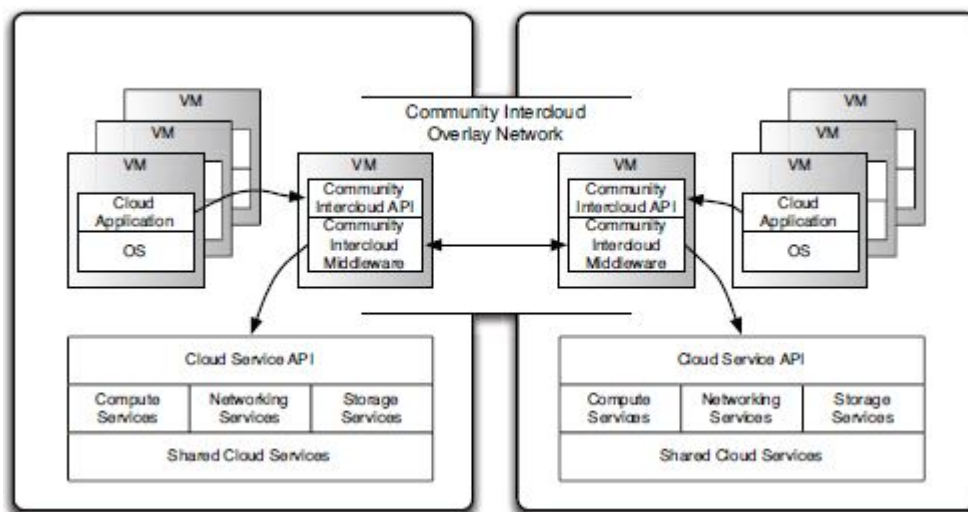 Community Intercloud
Overlay Network
VM
VM
VM
Cloud
Application
OS
VM
Community
Intercloud API
Community
Intercloud
Middleware
VM
Community
Intercloud API
Community
Intercloud
Middleware
VM
VM
VM
Cloud
Application
OS
Cloud Service API
Compute
Services
Networking
Services
Storage
Services
Shared Cloud Services
Cloud Service API
Compute
Services
Networking
Services
Storage
Services
Shared Cloud Services